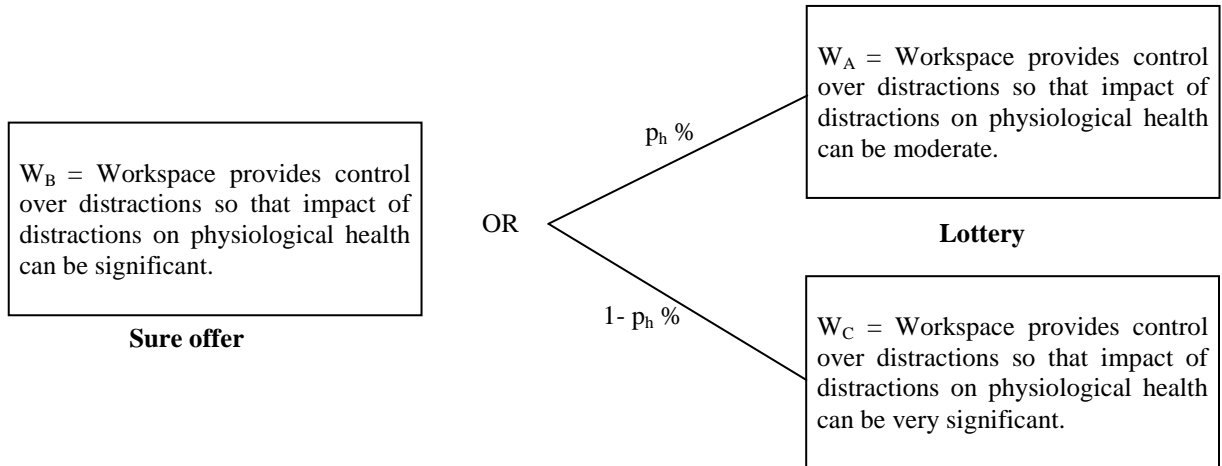 W_B = Workspace provides control
over distractions so that impact of
distractions on physiological health
can be significant.
Sure offer
OR
p_h %
1- p_h %
W_A = Workspace provides control
over distractions so that impact of
distractions on physiological health
can be moderate.
Lottery
W_C = Workspace provides control
over distractions so that impact of
distractions on physiological health
can be very significant.